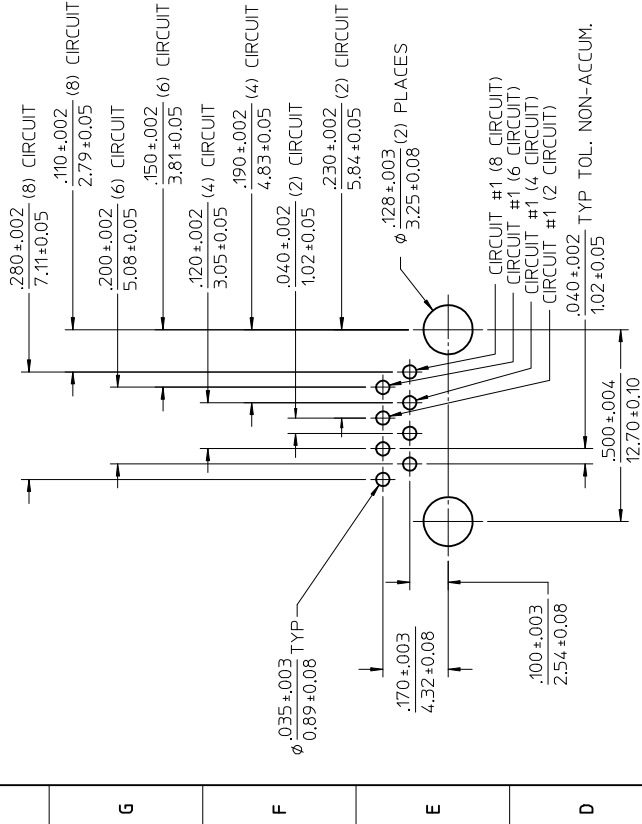 .280±.002 (8) CIRCUIT
7.11±0.05
.110±.002 (8) CIRCUIT
2.79±0.05
.200±.002 (6) CIRCUIT
5.08±0.05
.150±.002 (6) CIRCUIT
3.81±0.05
.120±.002 (4) CIRCUIT
3.05±0.05
.190±.002 (4) CIRCUIT
4.83±0.05
.040±.002 (2) CIRCUIT
1.02±0.05
.230±.002 (2) CIRCUIT
5.84±0.05
ø .128±.003 (2) PLACES
3.25±0.08
CIRCUIT #1 (8 CIRCUIT)
CIRCUIT #1 (6 CIRCUIT)
CIRCUIT #1 (4 CIRCUIT)
CIRCUIT #1 (2 CIRCUIT)
.040±.002 TYP TOL. NON-ACCUM.
1.02±0.05
.500±.004
12.70±0.10
ø .035±.003 TYP
0.89±0.08
.170±.003
4.32±0.08
.100±.003
2.54±0.08
G
F
E
D